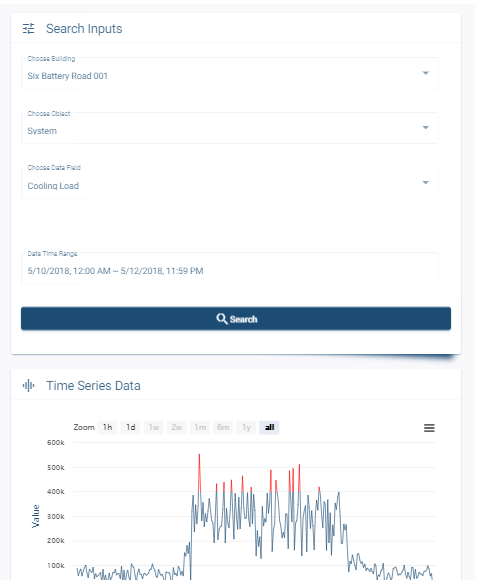 Search Inputs
Choose Building
Six Battery Road 001
Choose Object
System
Choose Data Field
Cooling Load
Date Time Range
5/10/2018, 12:00 AM ~ 5/12/2018, 11:59 PM
Search
Time Series Data
Zoom 1h 1d 1w 2w 1m 6m 1y all
600k
500k
400k
300k
200k
100k
Value